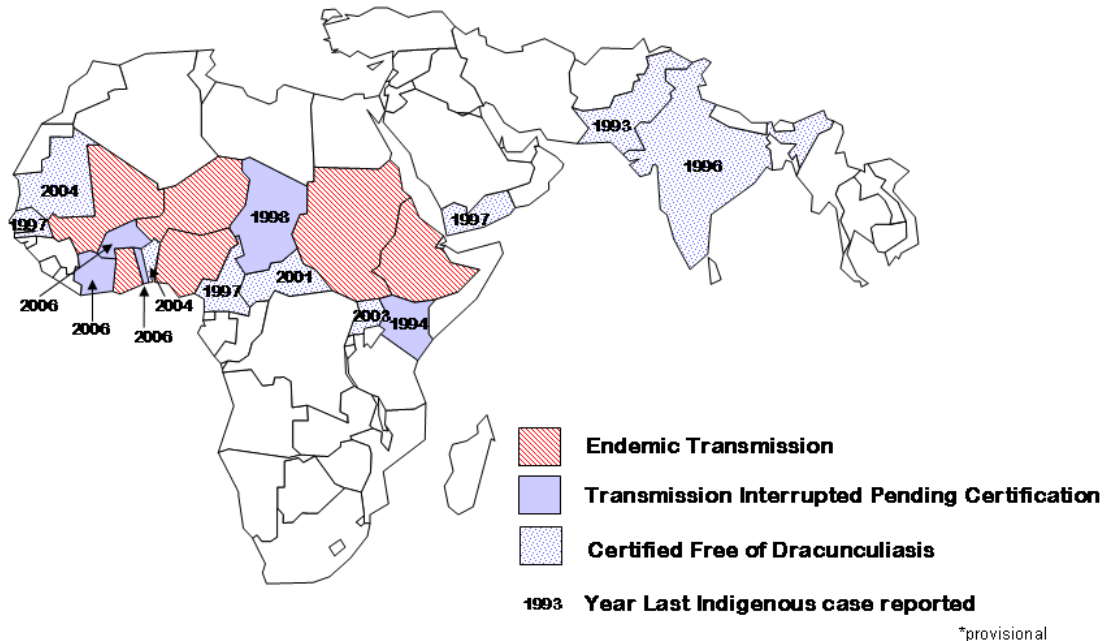 1993
1996
2004
1997
1998
1997
2001
1997
2003
1994
2006
2006
2006
2004
Endemic Transmission
Transmission Interrupted Pending Certification
Certified Free of Dracunculiasis
1993 Year Last Indigenous case reported
*provisional